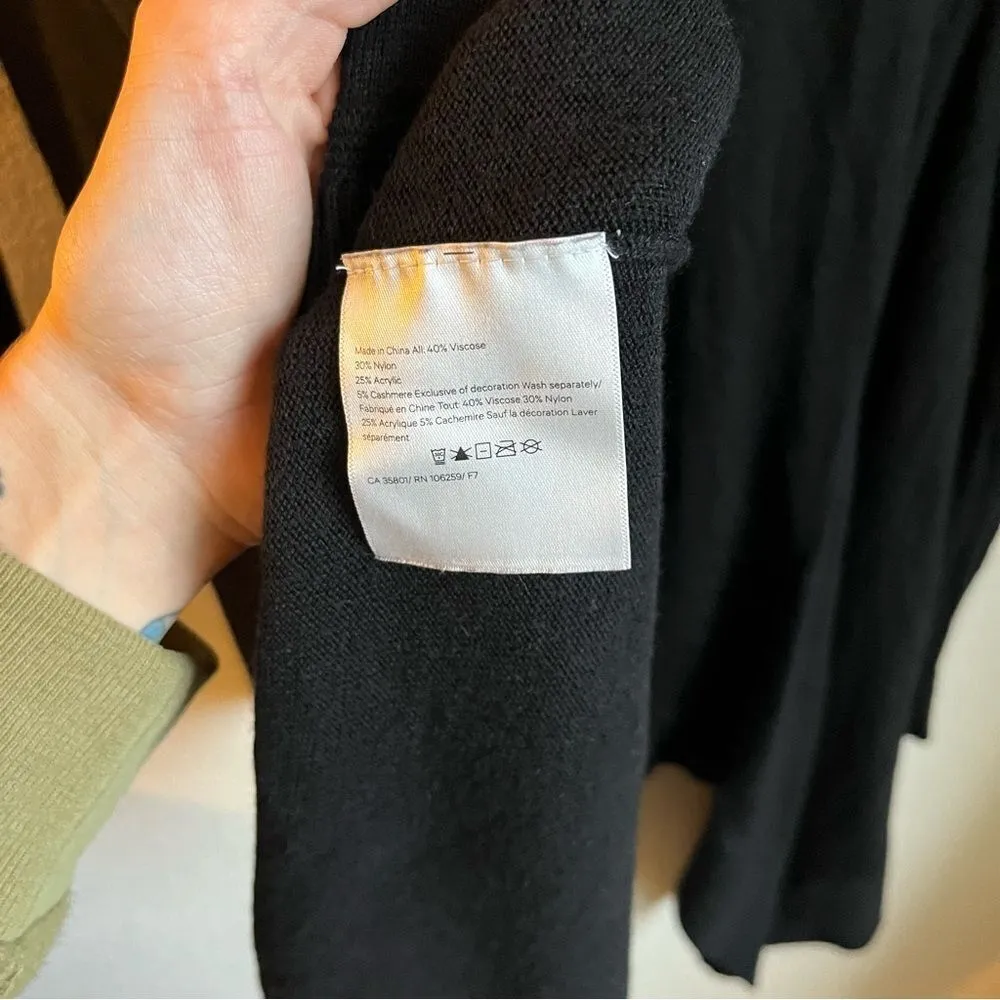 Made in China All: 40% Viscose
30% Nylon
25% Acrylic
5% Cashmere Exclusive of decoration Wash separately/
Fabriqué en Chine Tout: 40% Viscose 30% Nylon
25% Acrylique 5% Cachemire Sauf la décoration Laver
séparément
CA 35801/ RN 106259/ F7